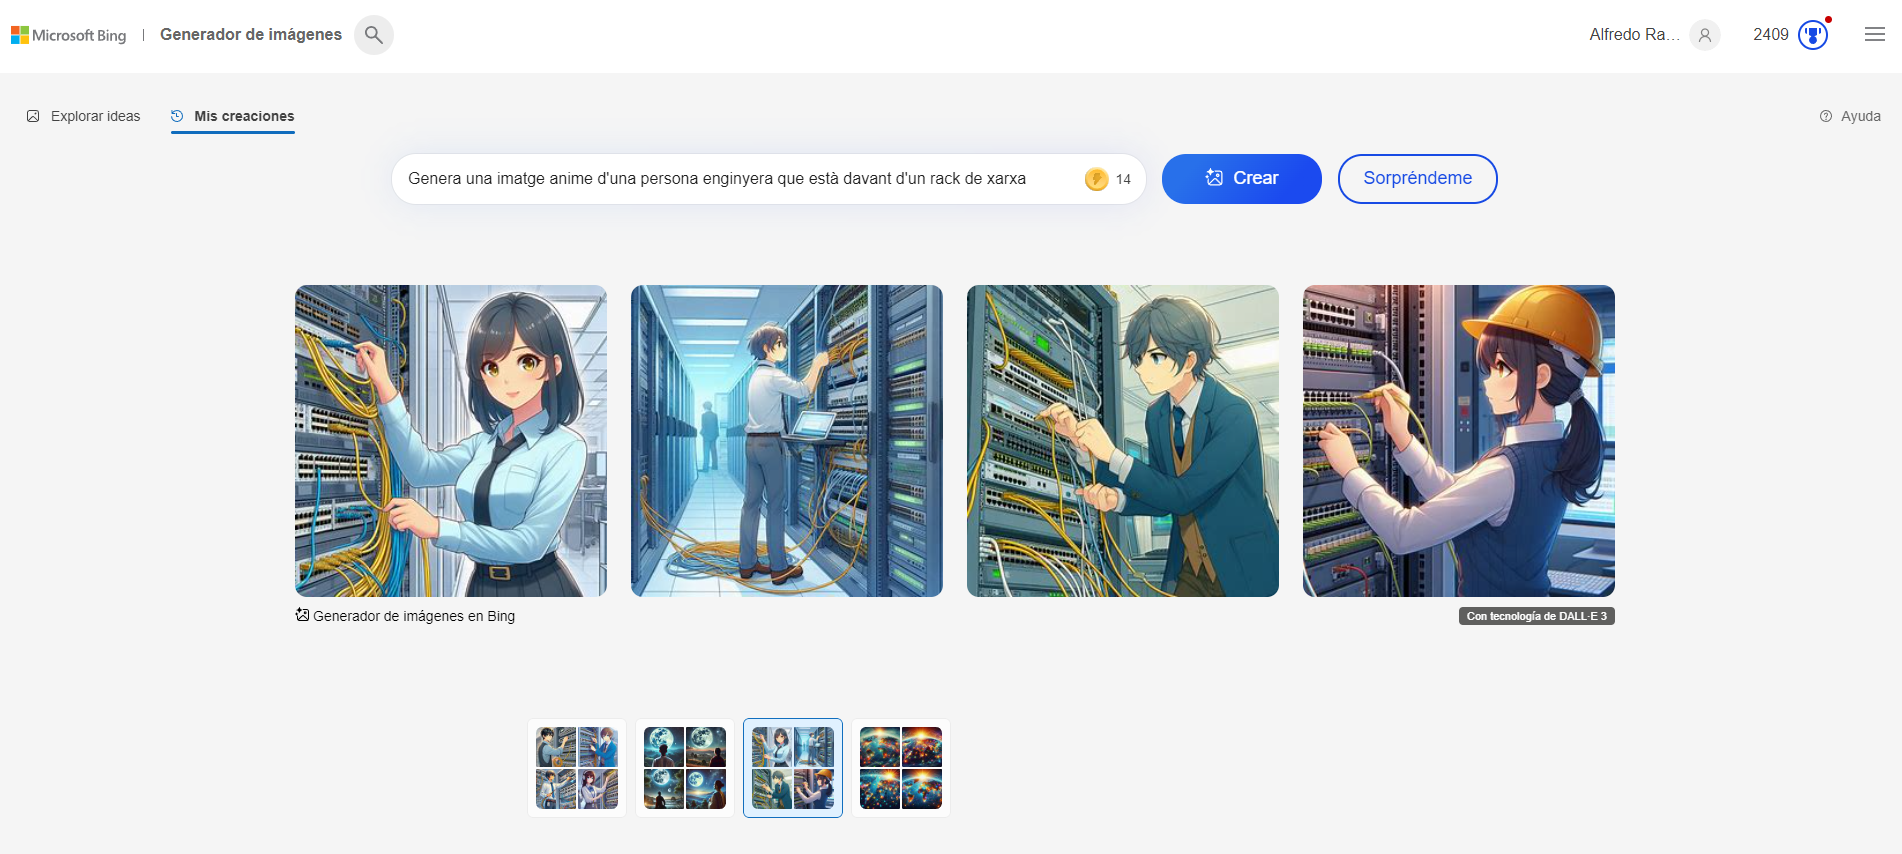 Microsoft Bing | Generador de imágenes
Alfredo Ra... 2409
Explorar ideas Mis creaciones
Ayuda
Genera una imatge anime d'una persona enginyera que està davant d'un rack de xarxa 14 Crear Sorpréndeme
Generador de imágenes en Bing
Con tecnología de DALL·E 3